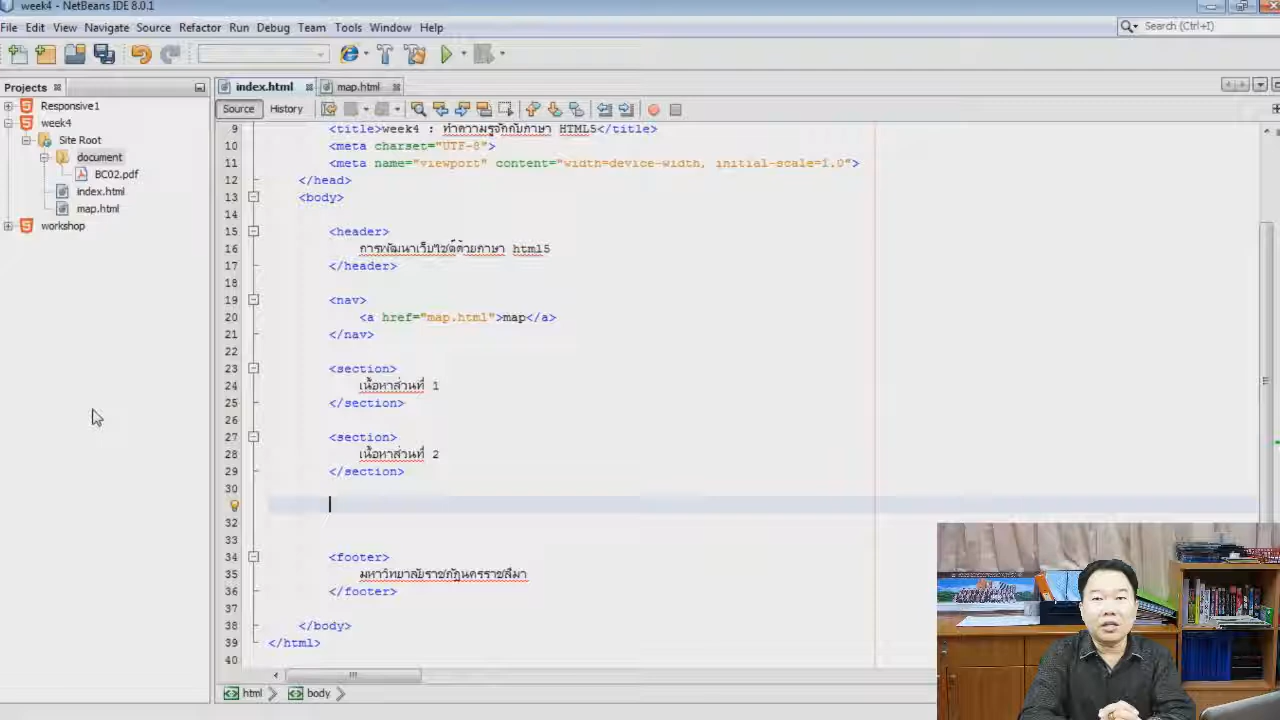 week4 - NetBeans IDE 8.0.1
File Edit View Navigate Source Refactor Run Debug Team Tools Window Help
Search (Ctrl+I)
Projects
index.html map.html
Source History
Responsive1
week4
Site Root
document
BC02.pdf
index.html
map.html
workshop
9 <title>week4 : ทำความรู้จักกับภาษา HTML5</title>
10 <meta charset="UTF-8">
11 <meta name="viewport" content="width=device-width, initial-scale=1.0">
12 </head>
13 <body>
14
15 <header>
16 การพัฒนาเว็บไซต์ด้วยภาษา html5
17 </header>
18
19 <nav>
20 <a href="map.html">map</a>
21 </nav>
22
23 <section>
24 เนื้อหาส่วนที่ 1
25 </section>
26
27 <section>
28 เนื้อหาส่วนที่ 2
29 </section>
30
32
33
34 <footer>
35 มหาวิทยาลัยราชภัฏนครราชสีมา
36 </footer>
37
38 </body>
39 </html>
40
html body